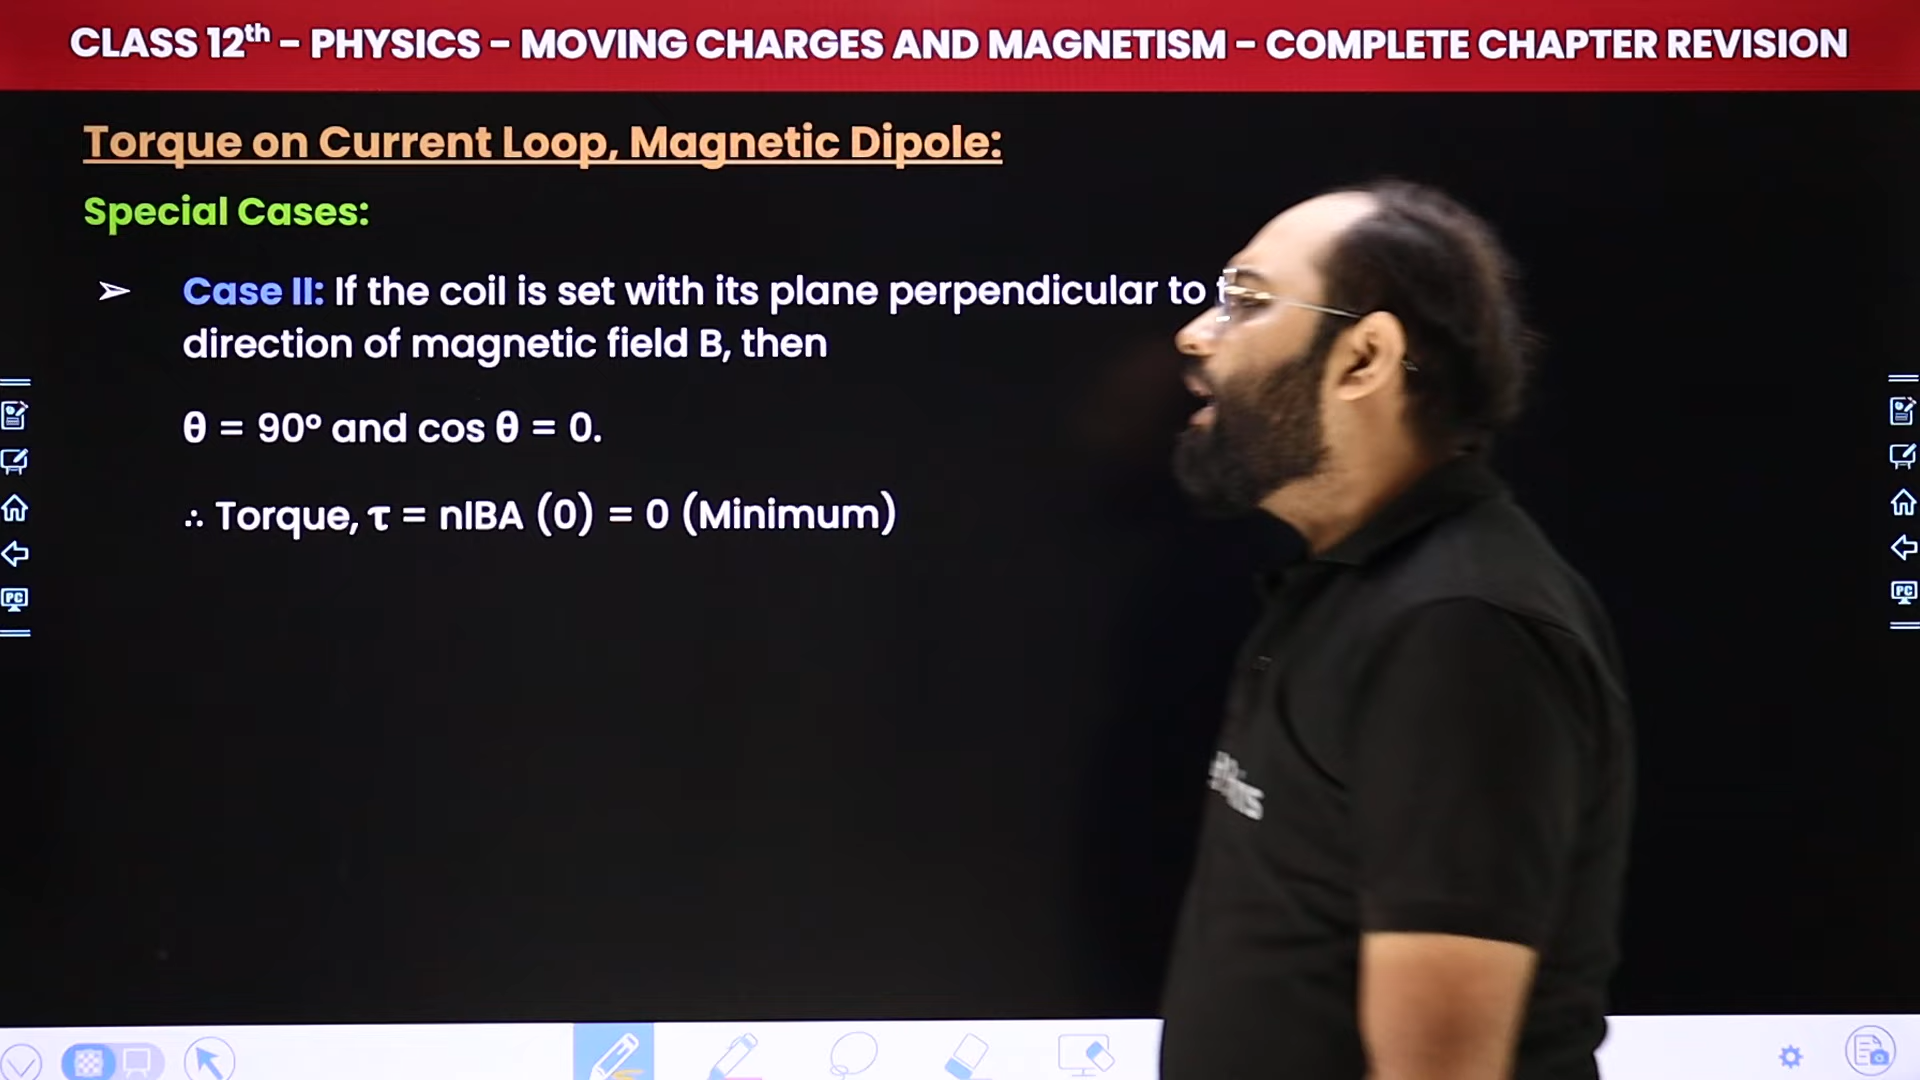 CLASS 12th - PHYSICS - MOVING CHARGES AND MAGNETISM - COMPLETE CHAPTER REVISION
Torque on Current Loop, Magnetic Dipole:
Special Cases:
➢ Case II: If the coil is set with its plane perpendicular to
direction of magnetic field B, then
θ = 90° and cos θ = 0.
∴ Torque, τ = nIBA (0) = 0 (Minimum)
PC
PC